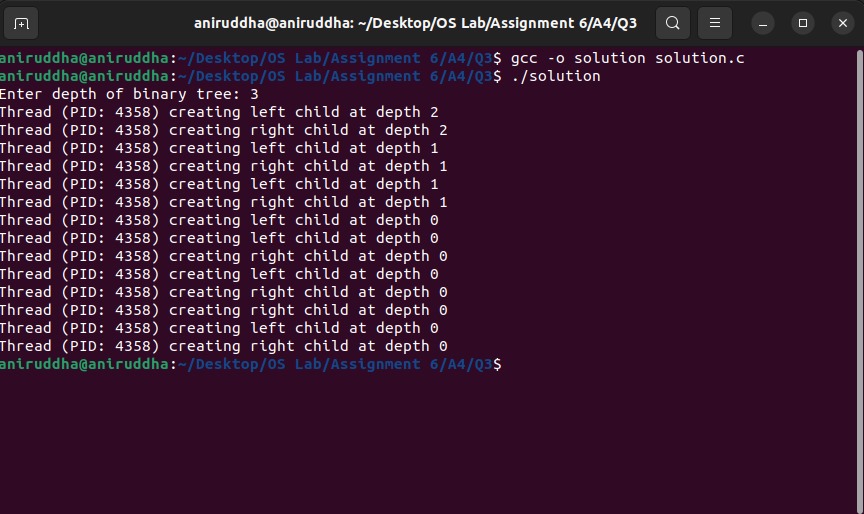 aniruddha@aniruddha: ~/Desktop/OS Lab/Assignment 6/A4/Q3
aniruddha@aniruddha:~/Desktop/OS Lab/Assignment 6/A4/Q3$ gcc -o solution solution.c
aniruddha@aniruddha:~/Desktop/OS Lab/Assignment 6/A4/Q3$ ./solution
Enter depth of binary tree: 3
Thread (PID: 4358) creating left child at depth 2
Thread (PID: 4358) creating right child at depth 2
Thread (PID: 4358) creating left child at depth 1
Thread (PID: 4358) creating right child at depth 1
Thread (PID: 4358) creating left child at depth 1
Thread (PID: 4358) creating right child at depth 1
Thread (PID: 4358) creating left child at depth 0
Thread (PID: 4358) creating left child at depth 0
Thread (PID: 4358) creating right child at depth 0
Thread (PID: 4358) creating left child at depth 0
Thread (PID: 4358) creating right child at depth 0
Thread (PID: 4358) creating right child at depth 0
Thread (PID: 4358) creating left child at depth 0
Thread (PID: 4358) creating right child at depth 0
aniruddha@aniruddha:~/Desktop/OS Lab/Assignment 6/A4/Q3$